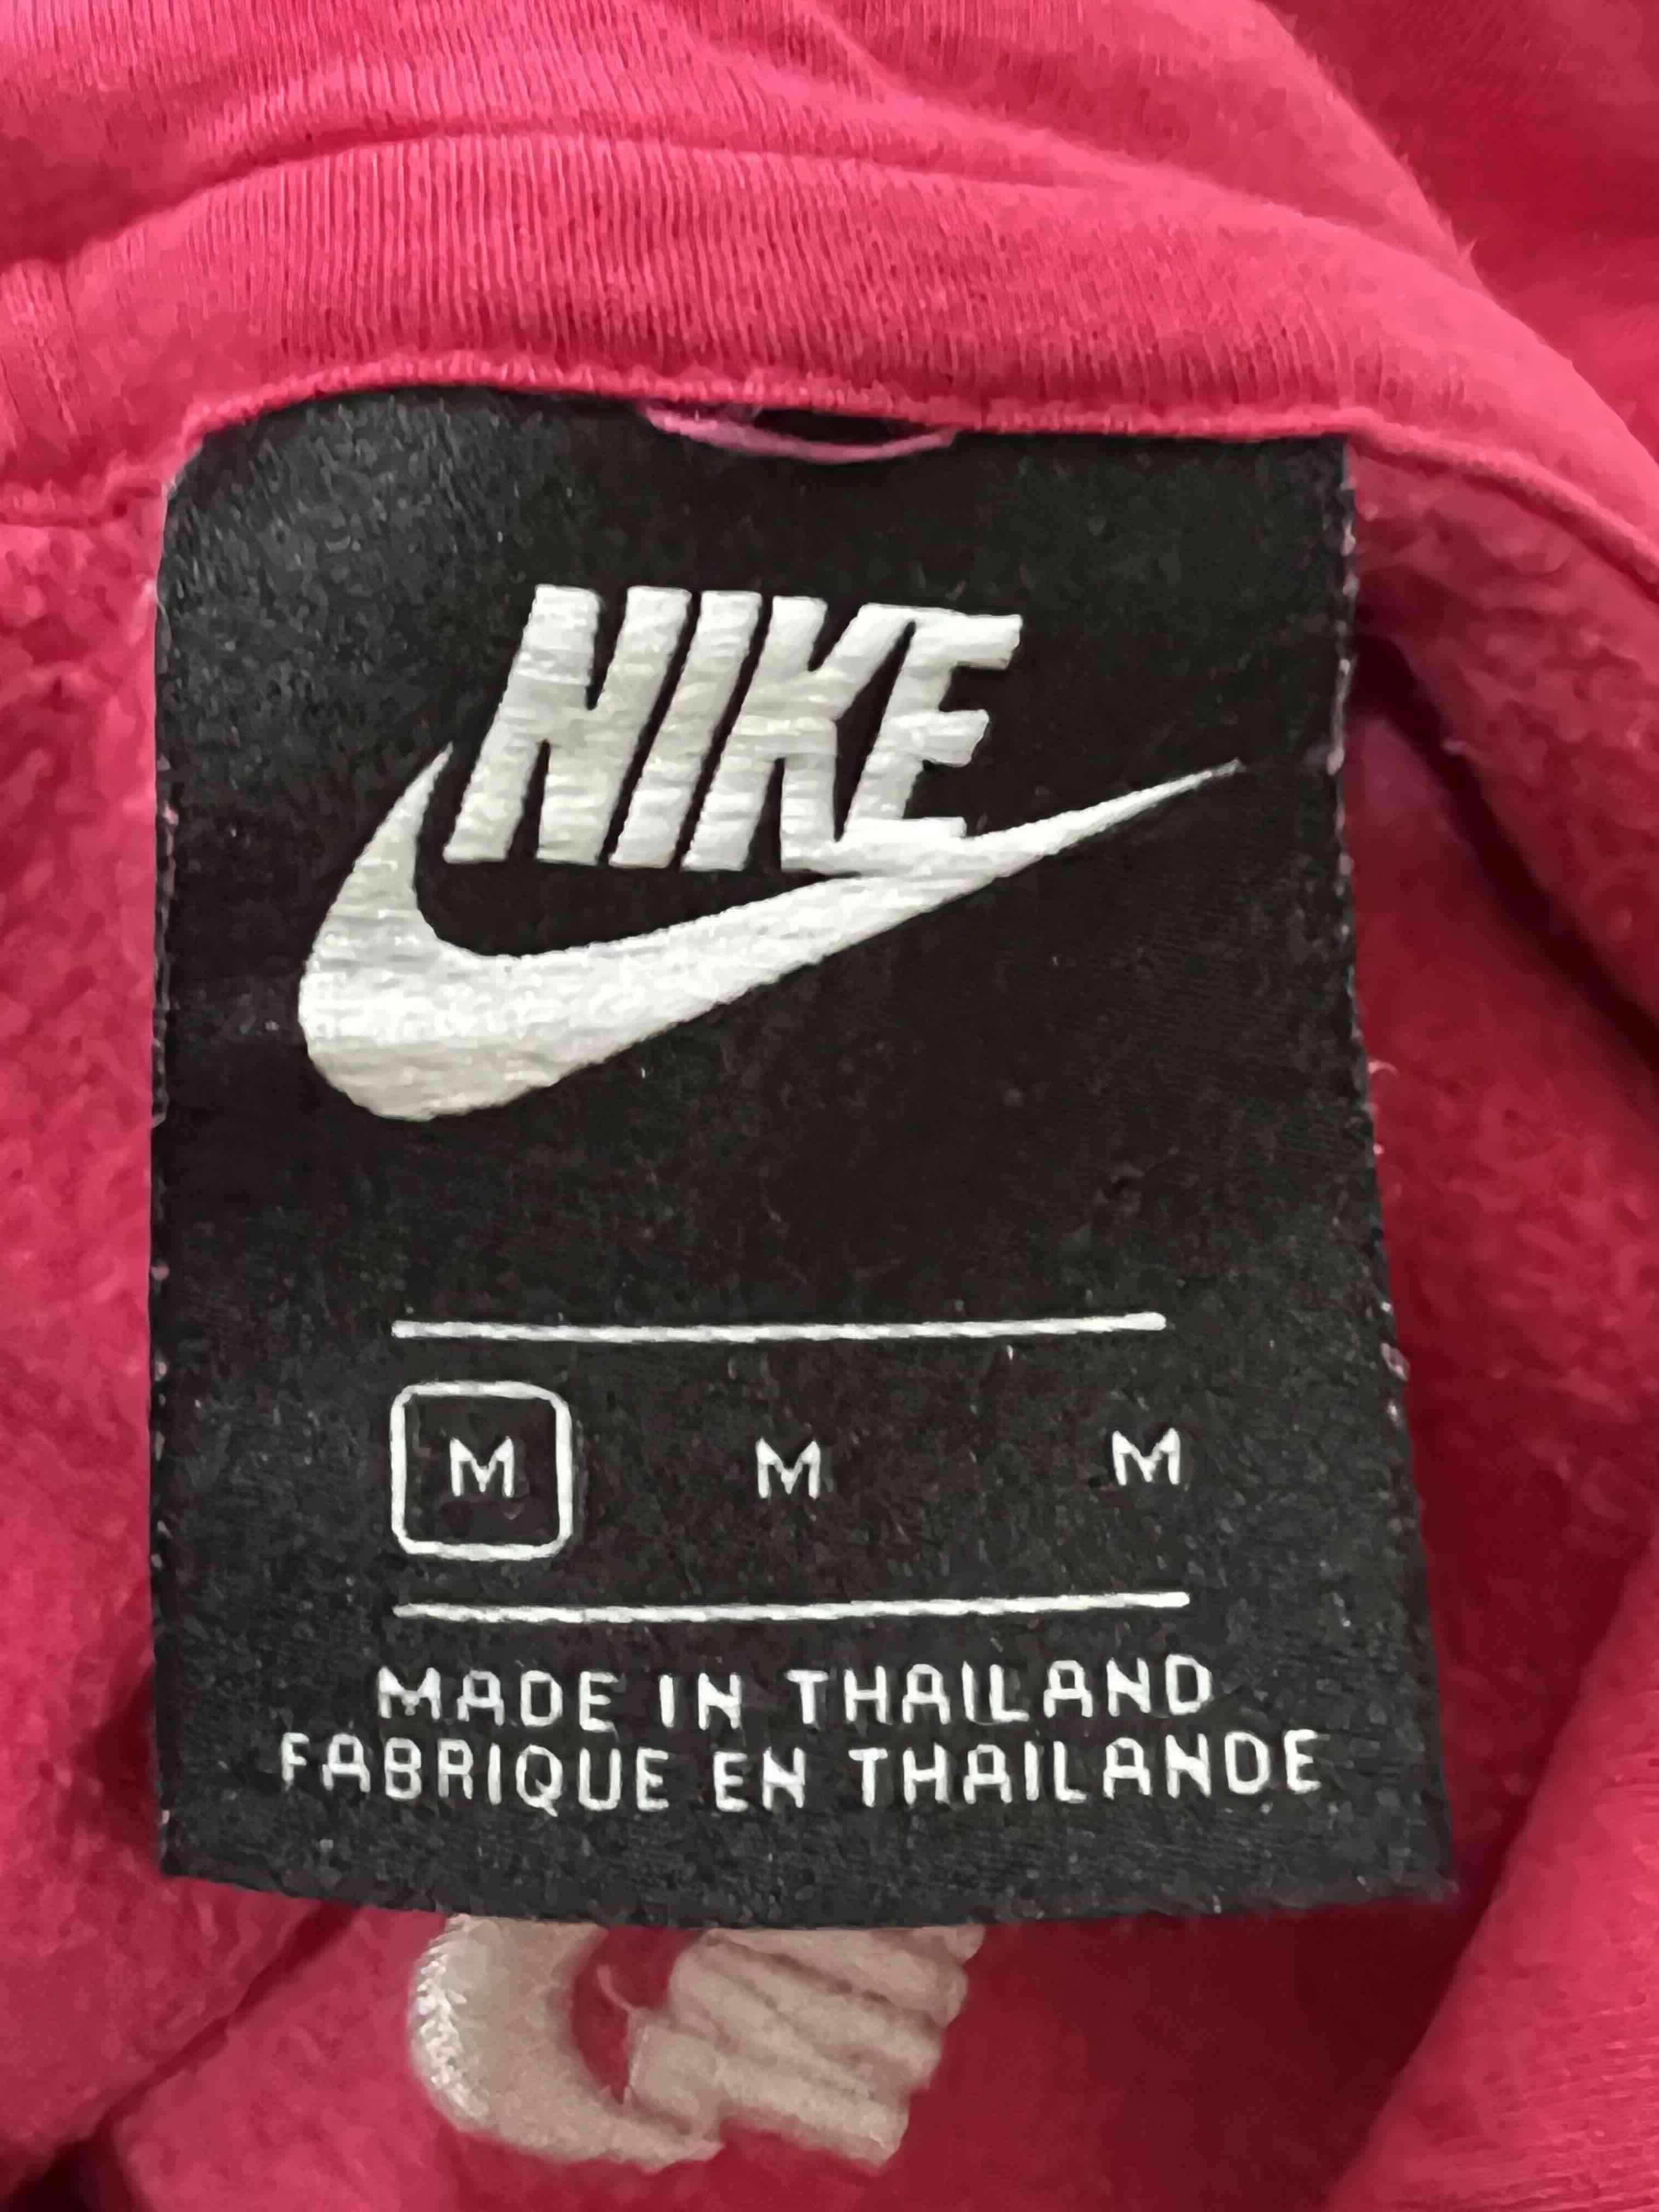 NIKE
M M M
MADE IN THAILAND
FABRIQUE EN THAILANDE